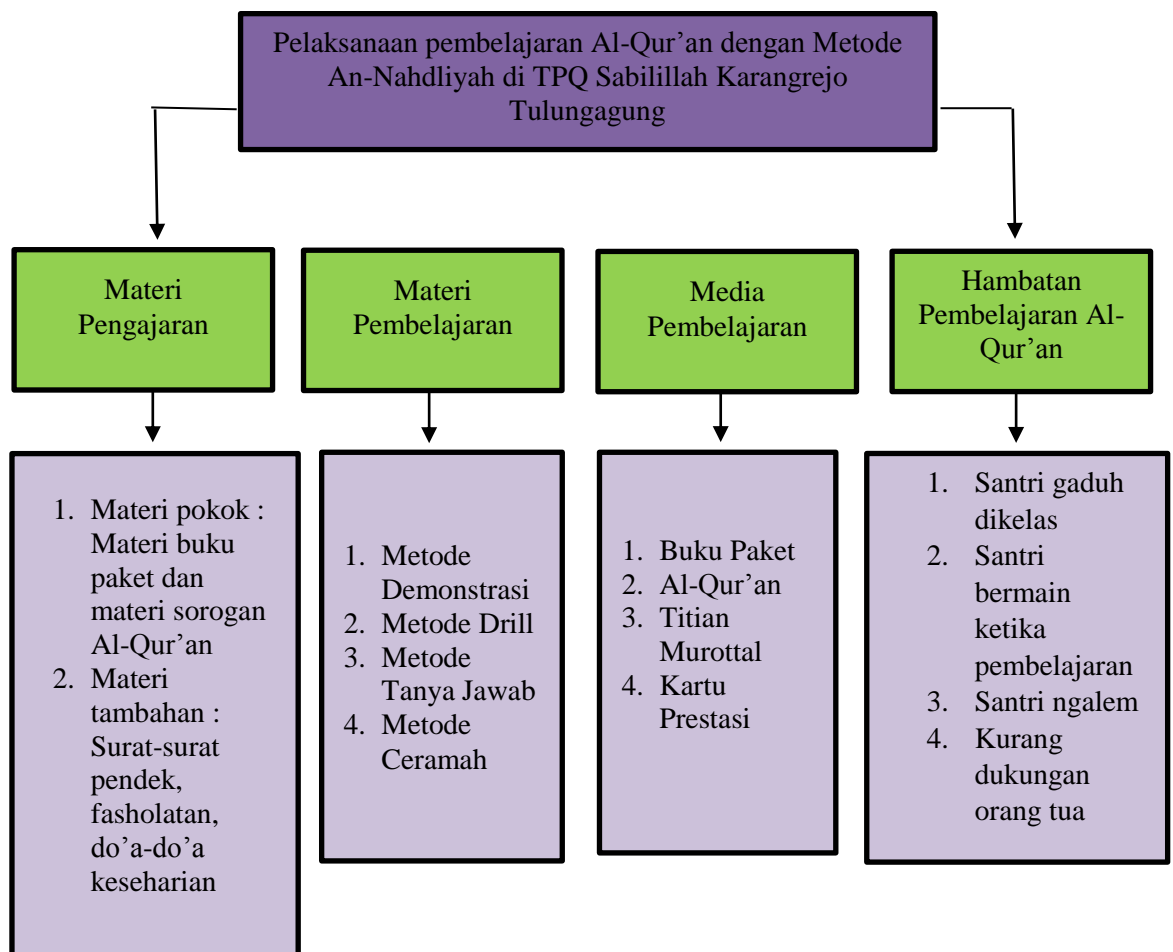 Pelaksanaan pembelajaran Al-Qur’an dengan Metode
An-Nahdliyah di TPQ Sabilillah Karangrejo
Tulungagung
Materi
Pengajaran
Materi
Pembelajaran
Media
Pembelajaran
Hambatan
Pembelajaran Al-
Qur’an
1. Materi pokok :
Materi buku
paket dan
materi sorogan
Al-Qur’an
2. Materi
tambahan :
Surat-surat
pendek,
fasholatan,
do’a-do’a
keseharian
1. Metode
Demonstrasi
2. Metode Drill
3. Metode
Tanya Jawab
4. Metode
Ceramah
1. Buku Paket
2. Al-Qur’an
3. Titian
Murottal
4. Kartu
Prestasi
1. Santri gaduh
dikelas
2. Santri
bermain
ketika
pembelajaran
3. Santri ngalem
4. Kurang
dukungan
orang tua